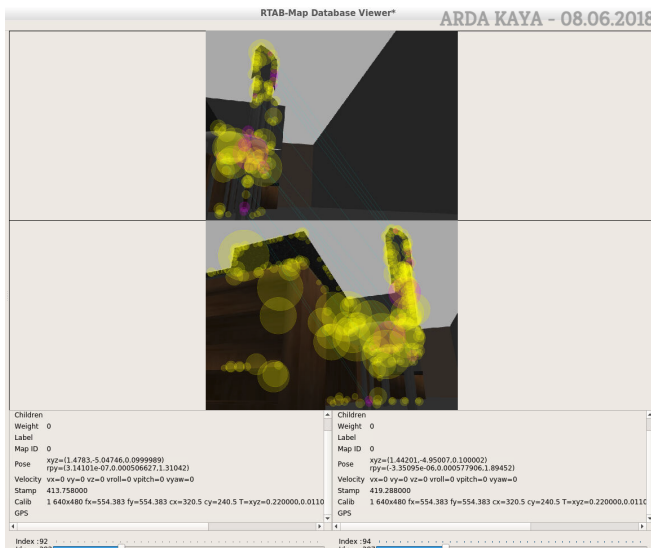 RTAB-Map Database Viewer*
ARDA KAYA - 08.06.2018
Children
Weight 0
Label
Map ID 0
Pose xyz=(1.4783,-5.04746,0.0999989)
rpy=(3.14101e-07,0.000506627,1.31042)
Velocity vx=0 vy=0 vz=0 vroll=0 vpitch=0 vyaw=0
Stamp 413.758000
Calib 1 640x480 fx=554.383 fy=554.383 cx=320.5 cy=240.5 T=xyz=0.220000,0.0110
GPS
Index :92
Children
Weight 0
Label
Map ID 0
Pose xyz=(1.44201,-4.95007,0.100002)
rpy=(-3.35095e-06,0.000577906,1.89452)
Velocity vx=0 vy=0 vz=0 vroll=0 vpitch=0 vyaw=0
Stamp 419.288000
Calib 1 640x480 fx=554.383 fy=554.383 cx=320.5 cy=240.5 T=xyz=0.220000,0.0110
GPS
Index :94